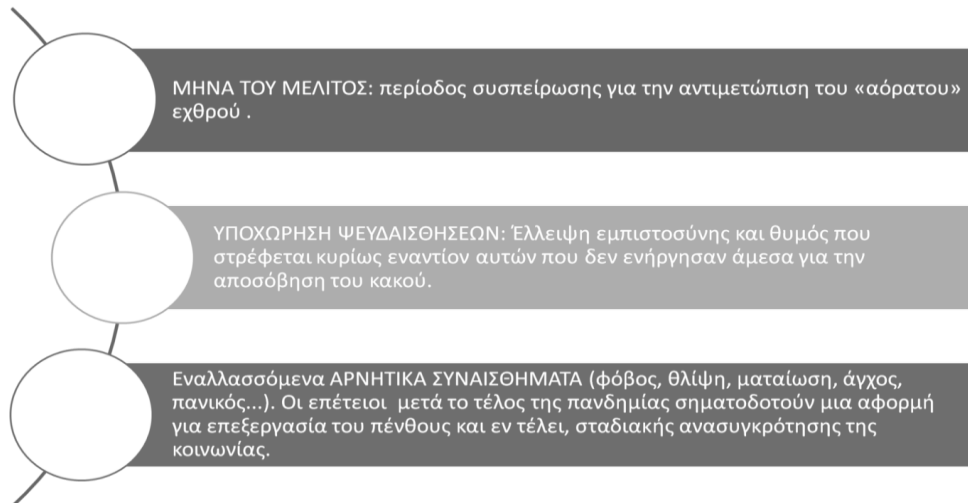 ΜΗΝΑ ΤΟΥ ΜΕΛΙΤΟΣ: περίοδος συσπείρωσης για την αντιμετώπιση του «αόρατου»
εχθρού .
ΥΠΟΧΩΡΗΣΗ ΨΕΥΔΑΙΣΘΗΣΕΩΝ: Έλλειψη εμπιστοσύνης και θυμός που
στρέφεται κυρίως εναντίον αυτών που δεν ενήργησαν άμεσα για την
αποσόβηση του κακού.
Εναλλασσόμενα ΑΡΝΗΤΙΚΑ ΣΥΝΑΙΣΘΗΜΑΤΑ (φόβος, θλίψη, ματαίωση, άγχος,
πανικός...). Οι επέτειοι  μετά το τέλος της πανδημίας σηματοδοτούν μια αφορμή
για επεξεργασία του πένθους και εν τέλει, σταδιακής ανασυγκρότησης της
κοινωνίας.